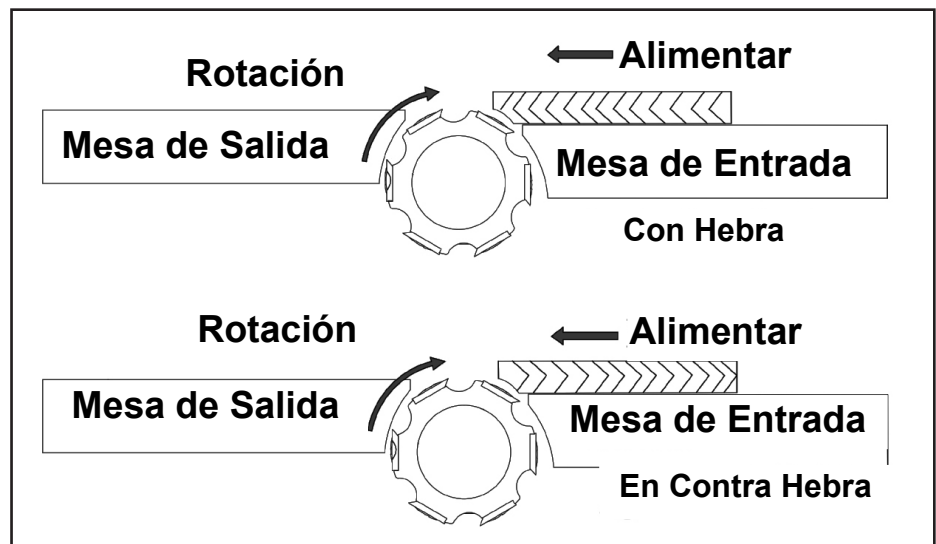 Alimentar
Rotación
Mesa de Salida
Mesa de Entrada
Con Hebra
Rotación
Alimentar
Mesa de Salida
Mesa de Entrada
En Contra Hebra